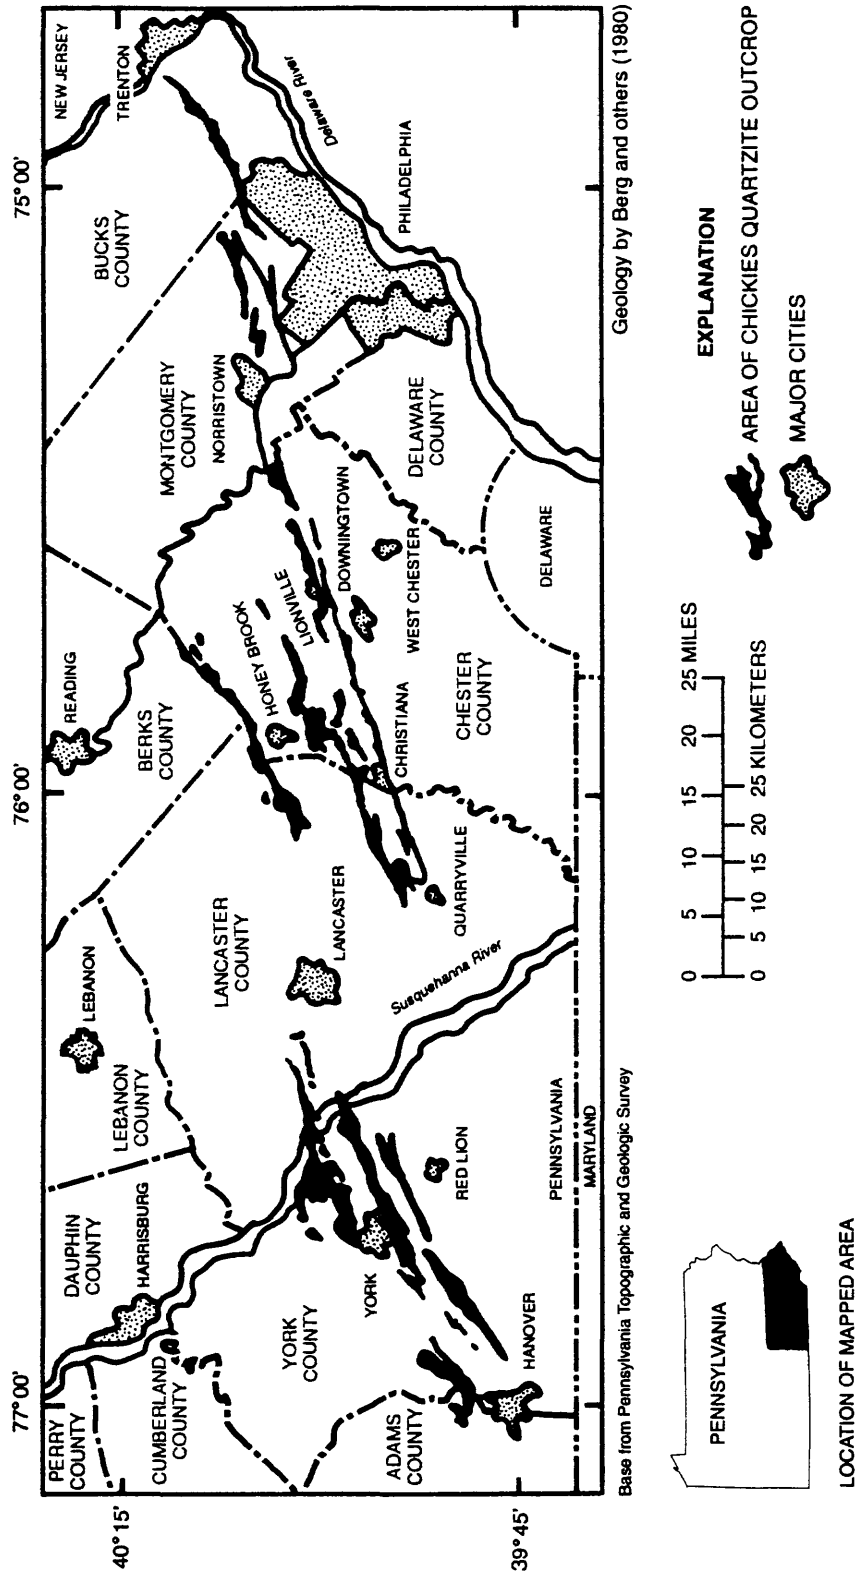 77°00'
76°00'
75°00'
40°15'
39°45'
PERRY
COUNTY
CUMBERLAND
COUNTY
DAUPHIN
COUNTY
HARRISBURG
LEBANON
COUNTY
LEBANON
READING
BERKS
COUNTY
MONTGOMERY
COUNTY
NORRISTOWN
BUCKS
COUNTY
NEW JERSEY
TRENTON
Delaware River
PHILADELPHIA
DELAWARE
COUNTY
DOWNINGTOWN
WEST CHESTER
LIONVILLE
HONEY BROOK
CHRISTIANA
CHESTER
COUNTY
DELAWARE
LANCASTER
COUNTY
LANCASTER
QUARRYVILLE
Susquehanna River
YORK
COUNTY
YORK
RED LION
ADAMS
COUNTY
HANOVER
PENNSYLVANIA
MARYLAND
Base from Pennsylvania Topographic and Geologic Survey
Geology by Berg and others (1980)
PENNSYLVANIA
LOCATION OF MAPPED AREA
0 5 10 15 20 25 MILES
0 5 10 15 20 25 KILOMETERS
EXPLANATION
AREA OF CHICKIES QUARTZITE OUTCROP
MAJOR CITIES